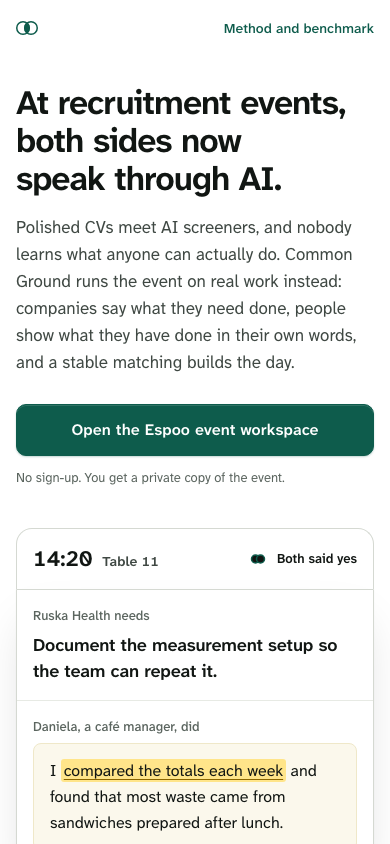 Method and benchmark
At recruitment events,
both sides now
speak through AI.
Polished CVs meet AI screeners, and nobody
learns what anyone can actually do. Common
Ground runs the event on real work instead:
companies say what they need done, people
show what they have done in their own words,
and a stable matching builds the day.
Open the Espoo event workspace
No sign-up. You get a private copy of the event.
14:20 Table 11 Both said yes
Ruska Health needs
Document the measurement setup so
the team can repeat it.
Daniela, a café manager, did
I compared the totals each week and
found that most waste came from
sandwiches prepared after lunch.